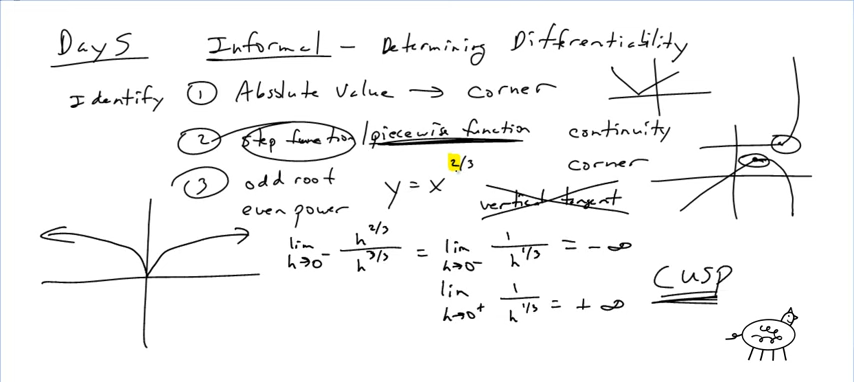 Day 5 Informal - Determining Differentiability
Identify ① Absolute Value → corner
② step function / piecewise function continuity
corner
③ odd root
even power
y = x^2/3
vertical tangent
lim h→0⁻ h^2/3 / h^3/3 = lim h→0⁻ 1 / h^1/3 = - ∞
lim h→0⁺ 1 / h^1/3 = + ∞
CUSP